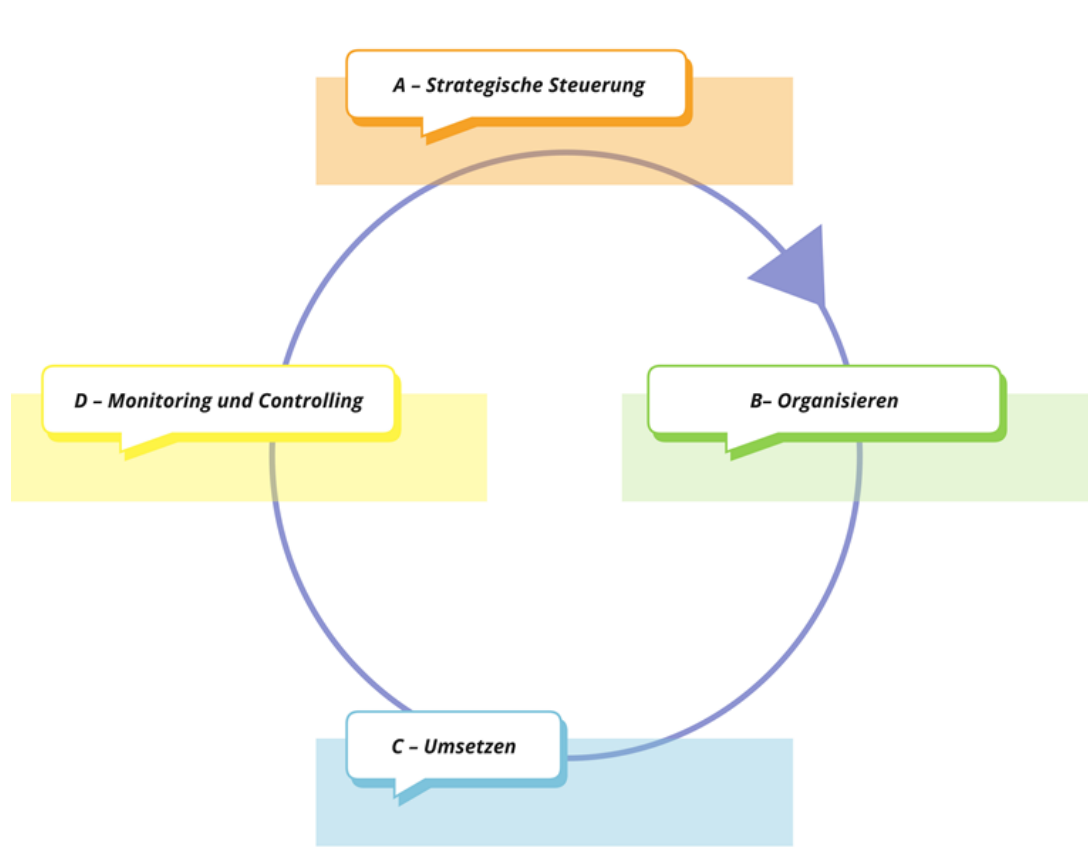 A – Strategische Steuerung
D – Monitoring und Controlling
B– Organisieren
C – Umsetzen